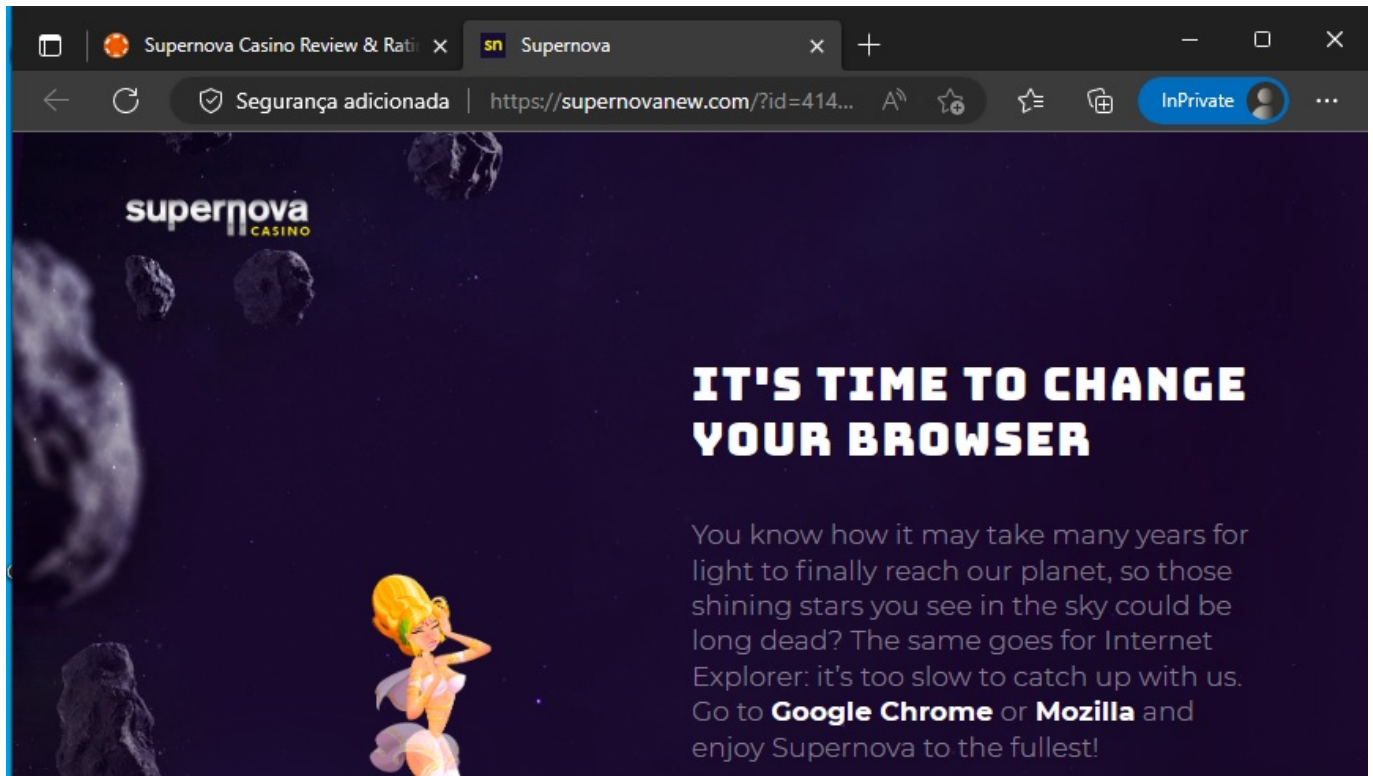 Supernova Casino Review & Rati
sn Supernova
Segurança adicionada
https://supernovanew.com/?id=414...
InPrivate
supernova
CASINO
IT'S TIME TO CHANGE
YOUR BROWSER
You know how it may take many years for
light to finally reach our planet, so those
shining stars you see in the sky could be
long dead? The same goes for Internet
Explorer: it's too slow to catch up with us.
Go to Google Chrome or Mozilla and
enjoy Supernova to the fullest!